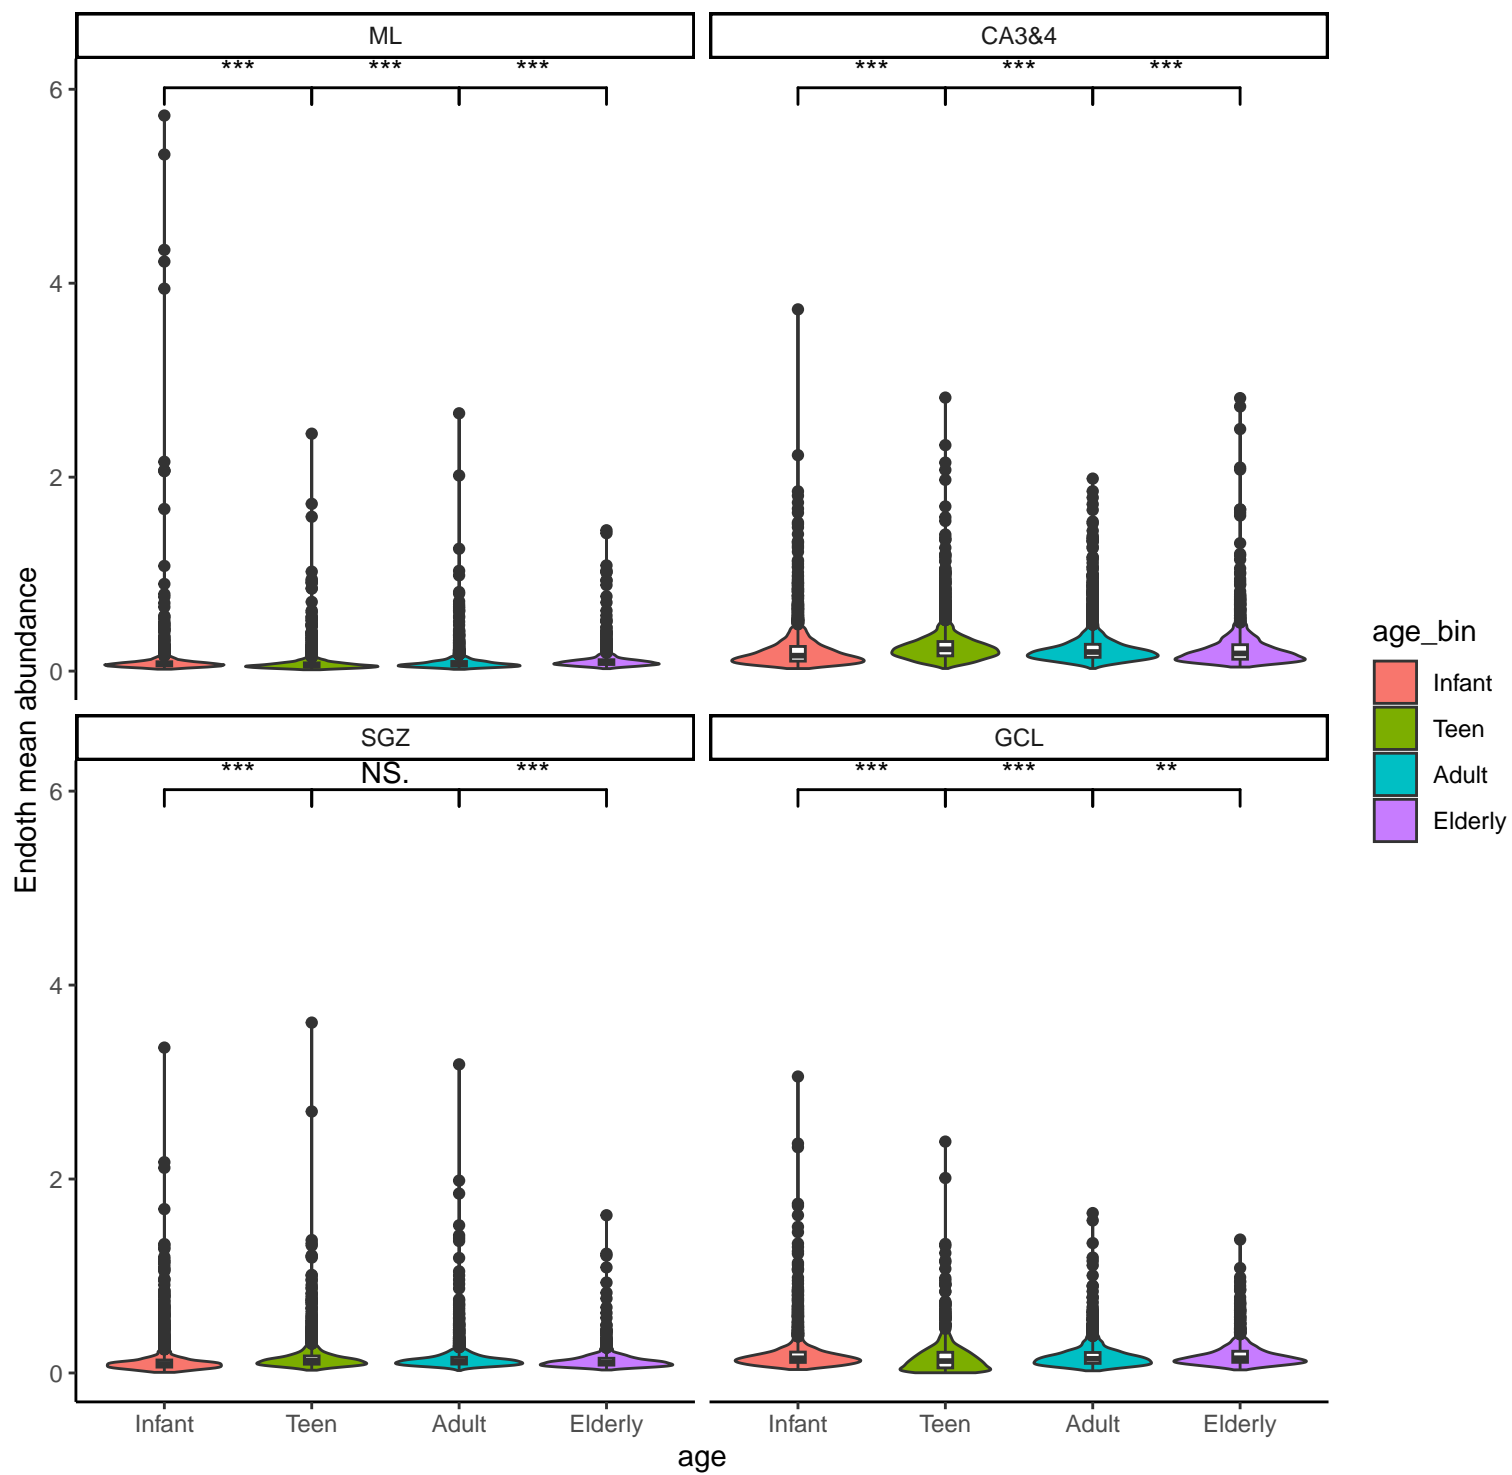 ML
CA3&4
*** *** ***
*** *** ***
6
4
2
0
Endoth mean abundance
SGZ
GCL
*** NS. ***
*** *** **
6
4
2
0
Infant Teen Adult Elderly
Infant Teen Adult Elderly
age
age_bin
Infant
Teen
Adult
Elderly